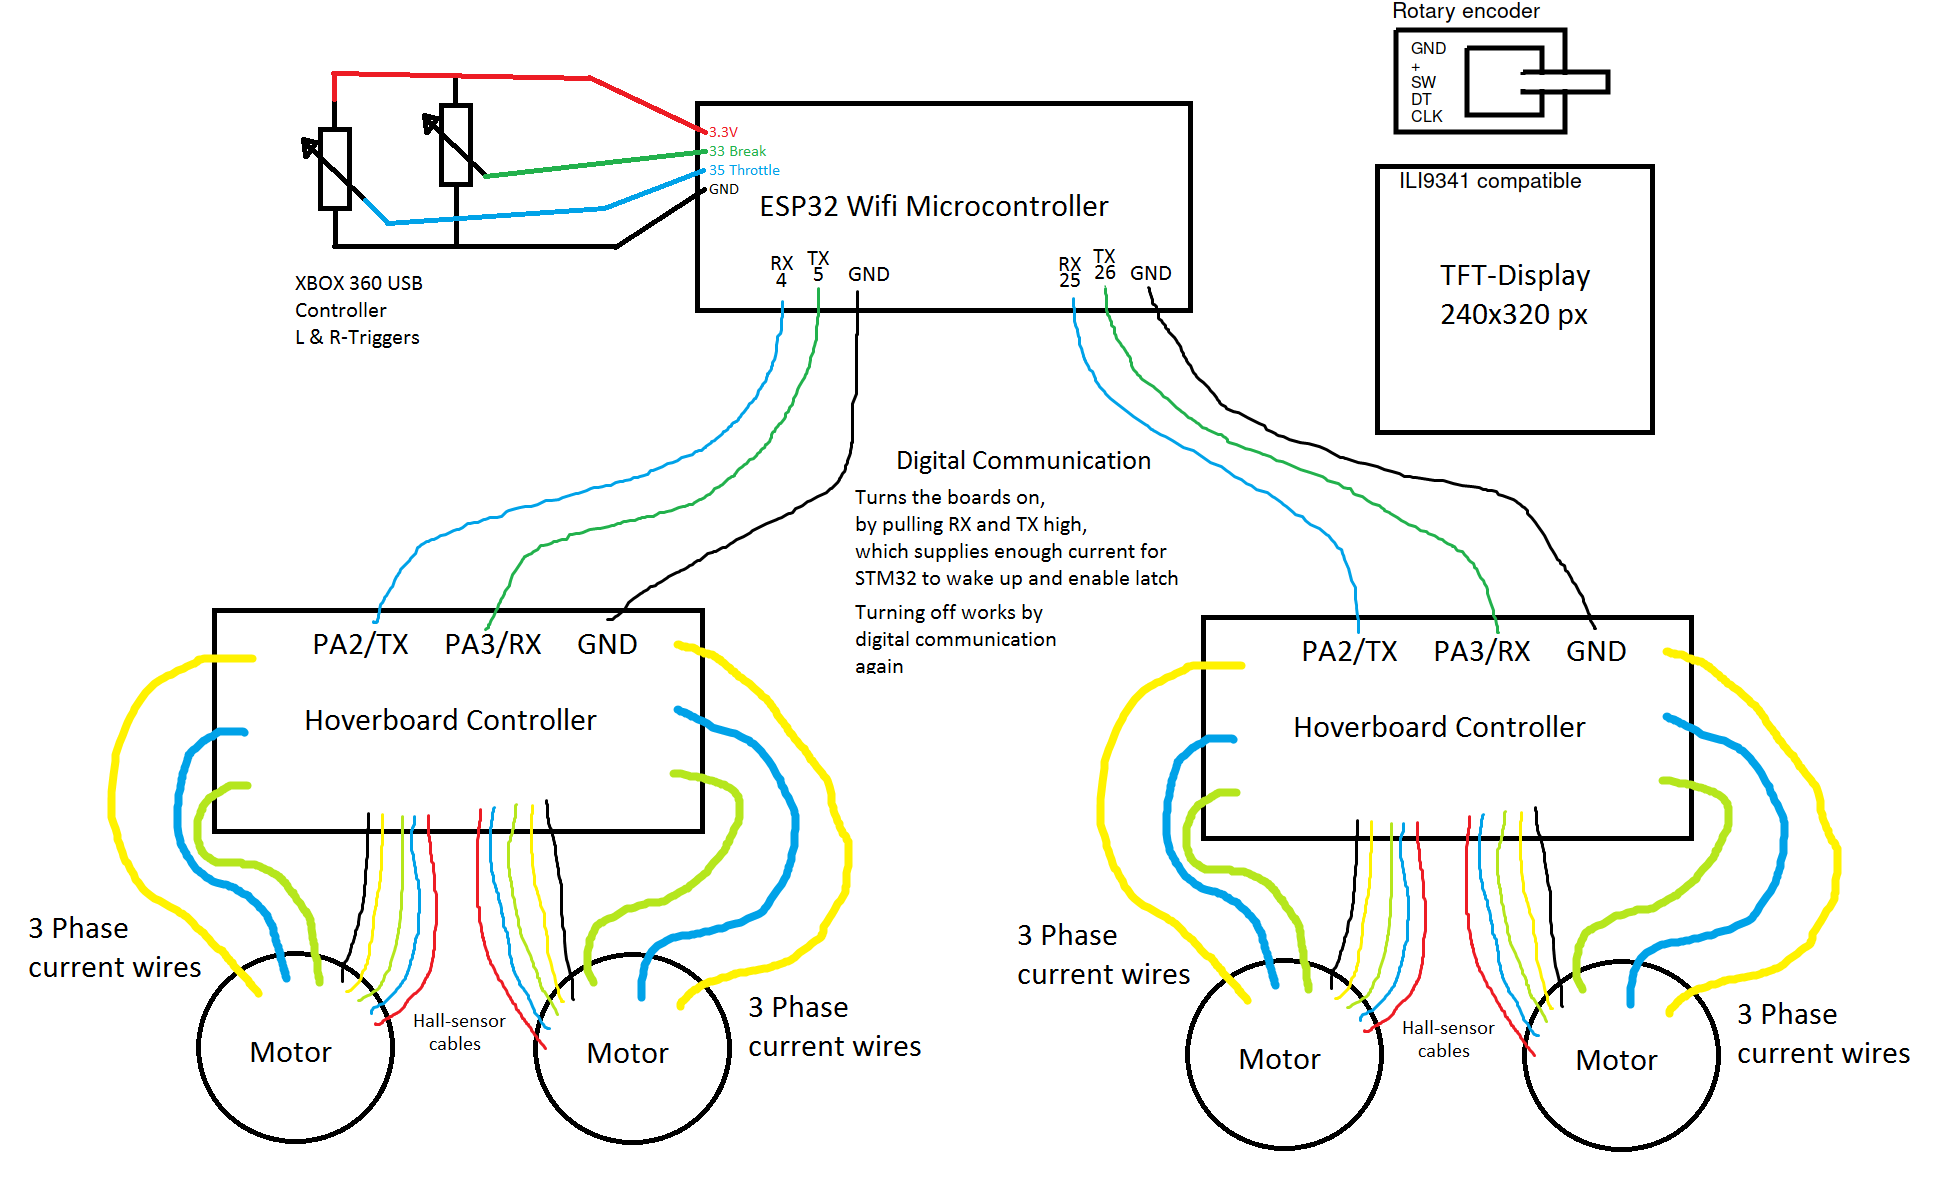 Rotary encoder
GND
+
SW
DT
CLK
3.3V
33 Break
35 Throttle
GND
ESP32 Wifi Microcontroller
RX
4
TX
5
GND
RX
25
TX
26
GND
ILI9341 compatible
TFT-Display
240x320 px
XBOX 360 USB
Controller
L & R-Triggers
Digital Communication
Turns the boards on,
by pulling RX and TX high,
which supplies enough current for
STM32 to wake up and enable latch
Turning off works by
digital communication
again
PA2/TX
PA3/RX
GND
Hoverboard Controller
3 Phase
current wires
Motor
Hall-sensor
cables
Motor
3 Phase
current wires
PA2/TX
PA3/RX
GND
Hoverboard Controller
3 Phase
current wires
Motor
Hall-sensor
cables
Motor
3 Phase
current wires